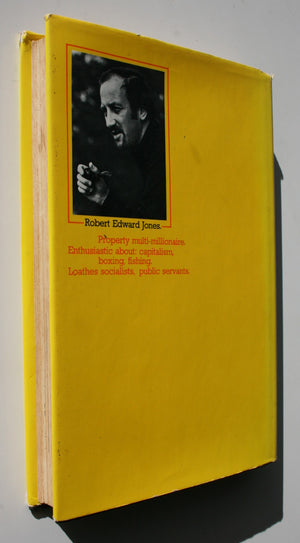 Robert Edward Jones.
Property multi-millionaire.
Enthusiastic about: capitalism,
boxing, fishing.
Loathes socialists, public servants.